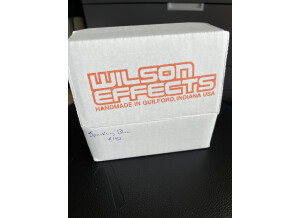 WILSON
EFFECTS
HANDMADE IN GUILFORD, INDIANA USA